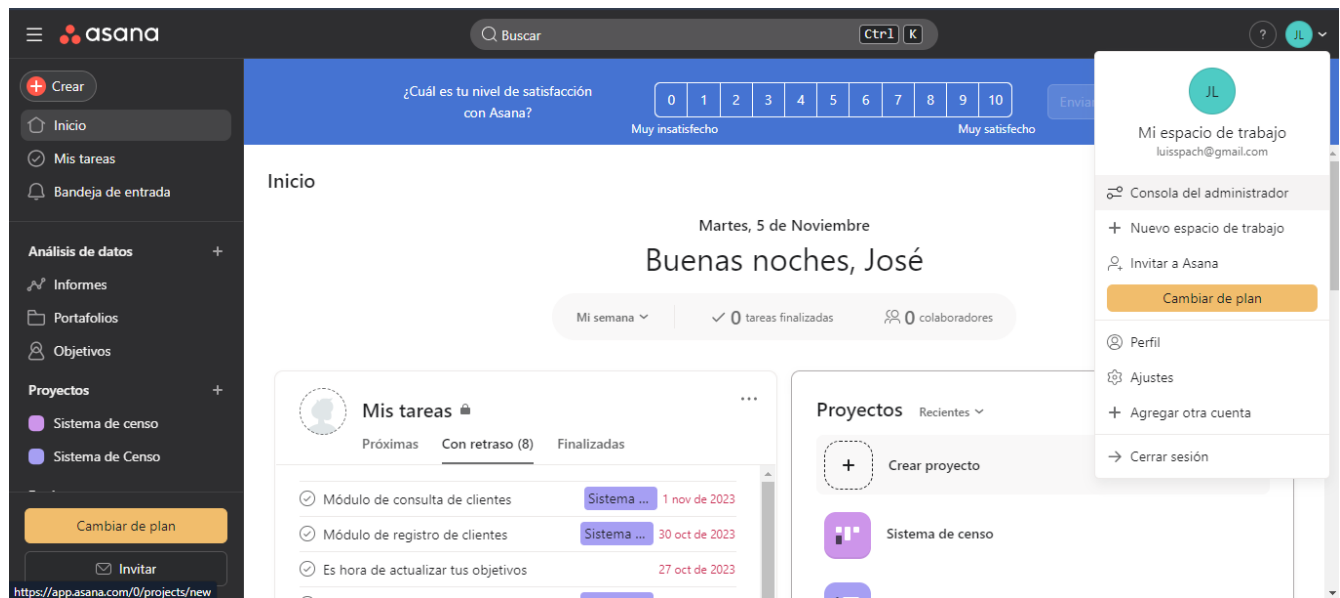 asana
Buscar
Ctrl K
?
JL
Crear
Inicio
Mis tareas
Bandeja de entrada
Análisis de datos
+
Informes
Portafolios
Objetivos
Proyectos
+
Sistema de censo
Sistema de Censo
Cambiar de plan
Invitar
https://app.asana.com/0/projects/new
¿Cuál es tu nivel de satisfacción
con Asana?
0 1 2 3 4 5 6 7 8 9 10
Muy insatisfecho
Muy satisfecho
Inicio
Martes, 5 de Noviembre
Buenas noches, José
Mi semana
0 tareas finalizadas
0 colaboradores
Mis tareas
...
Próximas Con retraso (8) Finalizadas
Módulo de consulta de clientes Sistema ... 1 nov de 2023
Módulo de registro de clientes Sistema ... 30 oct de 2023
Es hora de actualizar tus objetivos 27 oct de 2023
Proyectos Recientes
+ Crear proyecto
Sistema de censo
JL
Mi espacio de trabajo
luisspach@gmail.com
Consola del administrador
+ Nuevo espacio de trabajo
Invitar a Asana
Cambiar de plan
Perfil
Ajustes
+ Agregar otra cuenta
Cerrar sesión